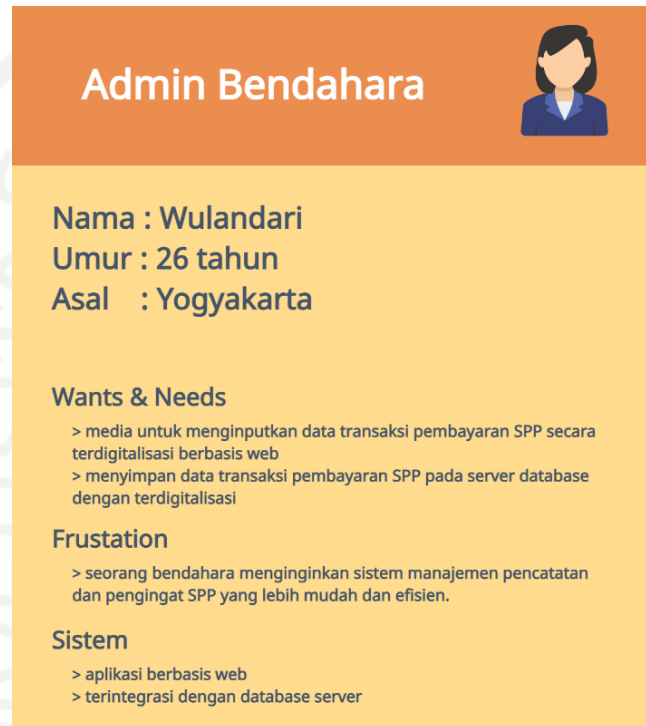 Admin Bendahara
Nama : Wulandari
Umur : 26 tahun
Asal : Yogyakarta
Wants & Needs
> media untuk menginputkan data transaksi pembayaran SPP secara
terdigitalisasi berbasis web
> menyimpan data transaksi pembayaran SPP pada server database
dengan terdigitalisasi
Frustation
> seorang bendahara menginginkan sistem manajemen pencatatan
dan pengingat SPP yang lebih mudah dan efisien.
Sistem
> aplikasi berbasis web
> terintegrasi dengan database server